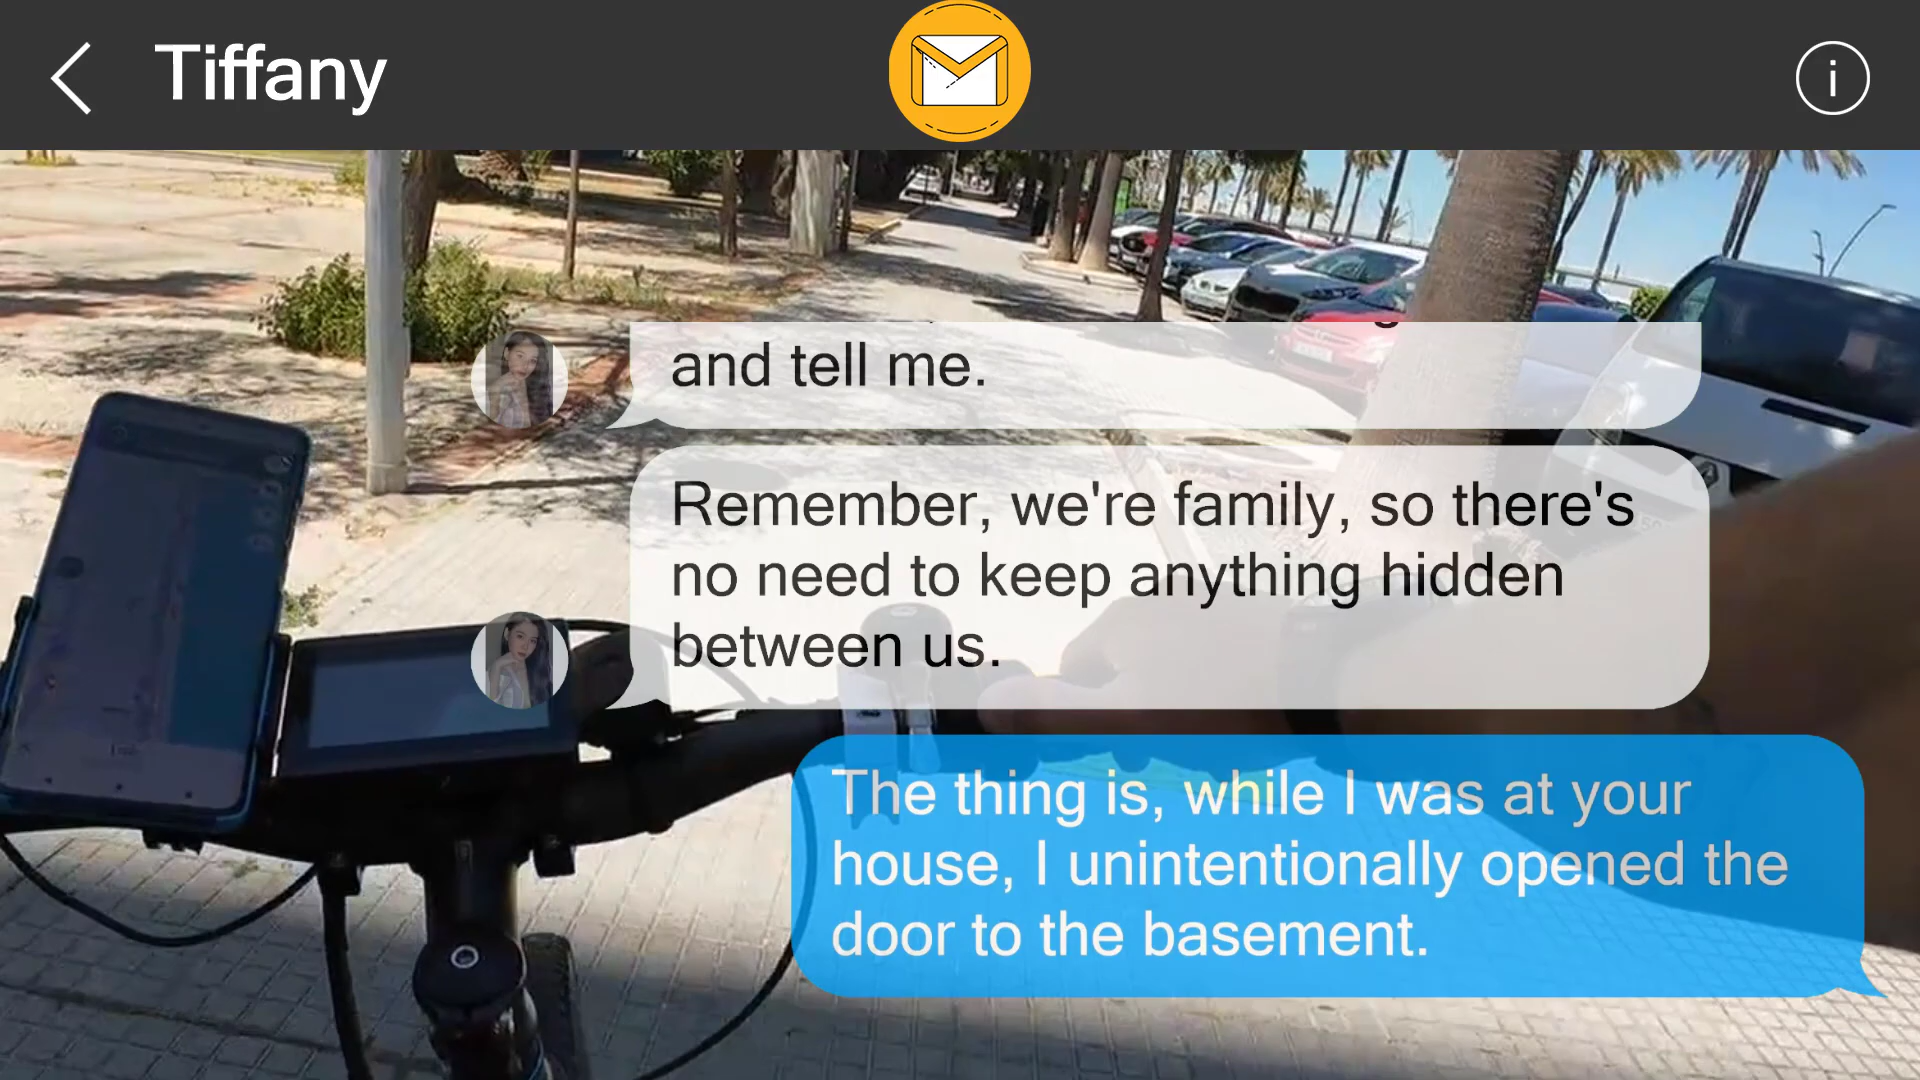 Tiffany
and tell me.
Remember, we're family, so there's
no need to keep anything hidden
between us.
The thing is, while I was at your
house, I unintentionally opened the
door to the basement.